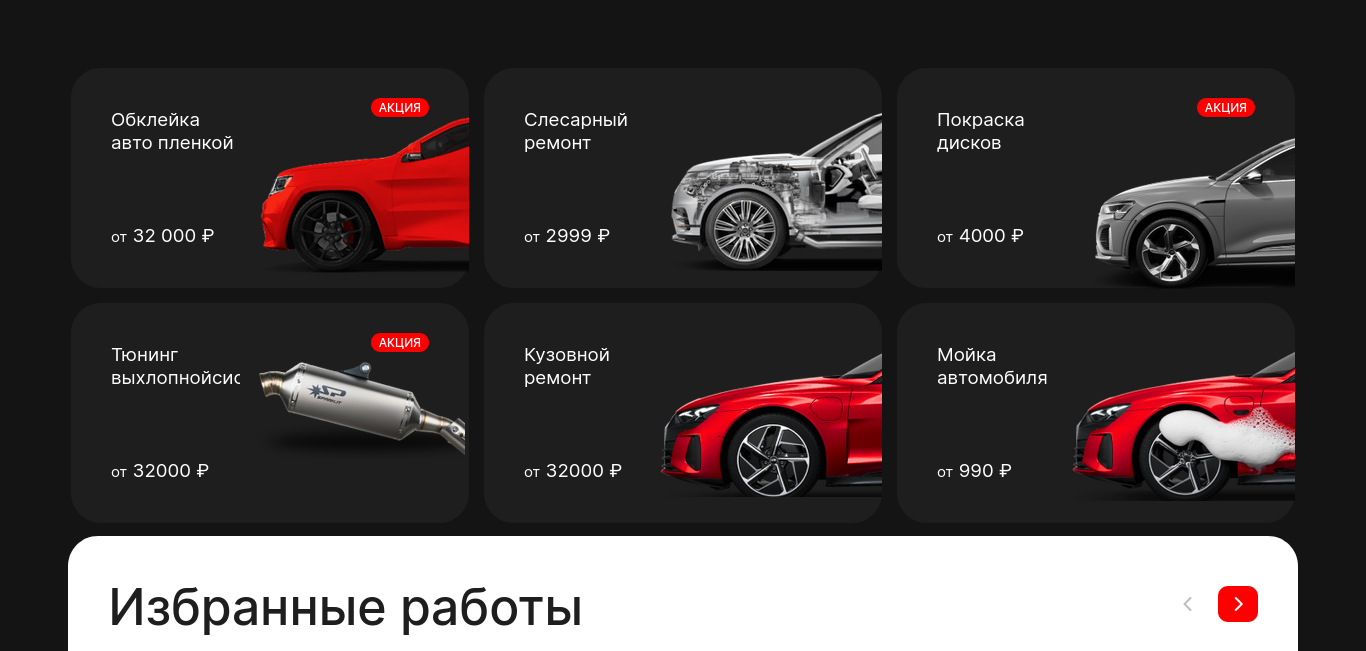 АКЦИЯ
Обклейка
авто пленкой
от 32 000 ₽
Слесарный
ремонт
от 2999 ₽
АКЦИЯ
Покраска
дисков
от 4000 ₽
АКЦИЯ
Тюнинг
выхлопнойсис
от 32000 ₽
SP
Кузовной
ремонт
от 32000 ₽
Мойка
автомобиля
от 990 ₽
Избранные работы